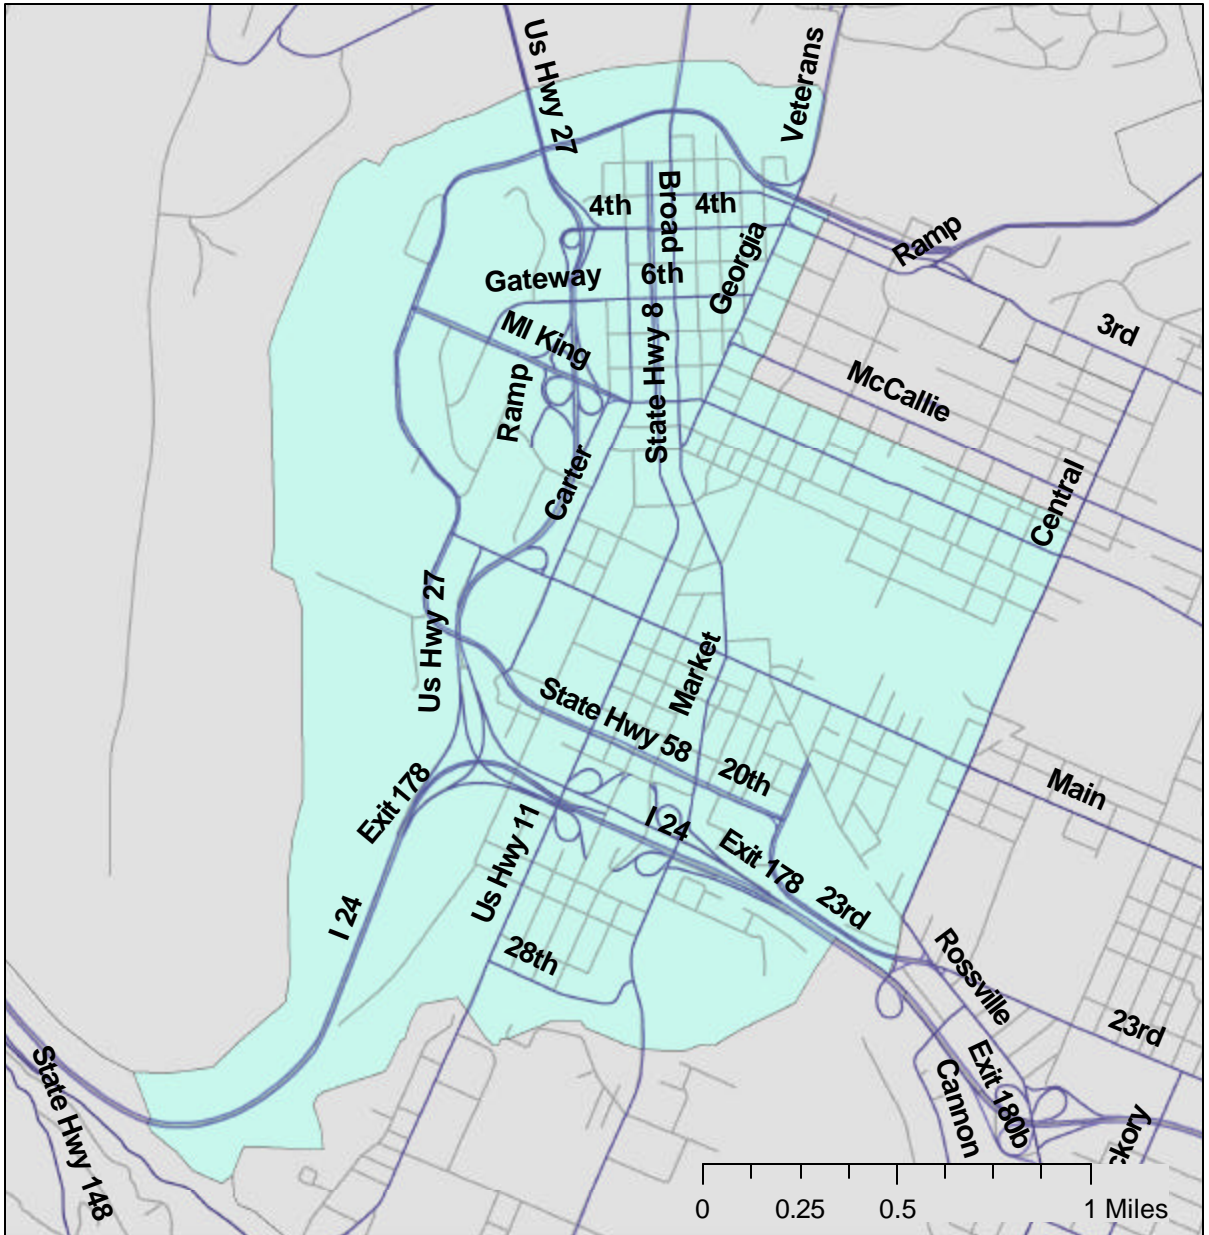 Us Hwy 27
Veterans
Broad
4th
4th
Ramp
Georgia
Gateway
6th
3rd
Ml King
State Hwy 8
McCallie
Ramp
Carter
Central
Us Hwy 27
Market
State Hwy 58
20th
Main
Exit 178
I 24
Us Hwy 11
Exit 178
23rd
I 24
28th
Rossville
23rd
State Hwy 148
Cannon
Exit 180b
ckory
0 0.25 0.5 1 Miles